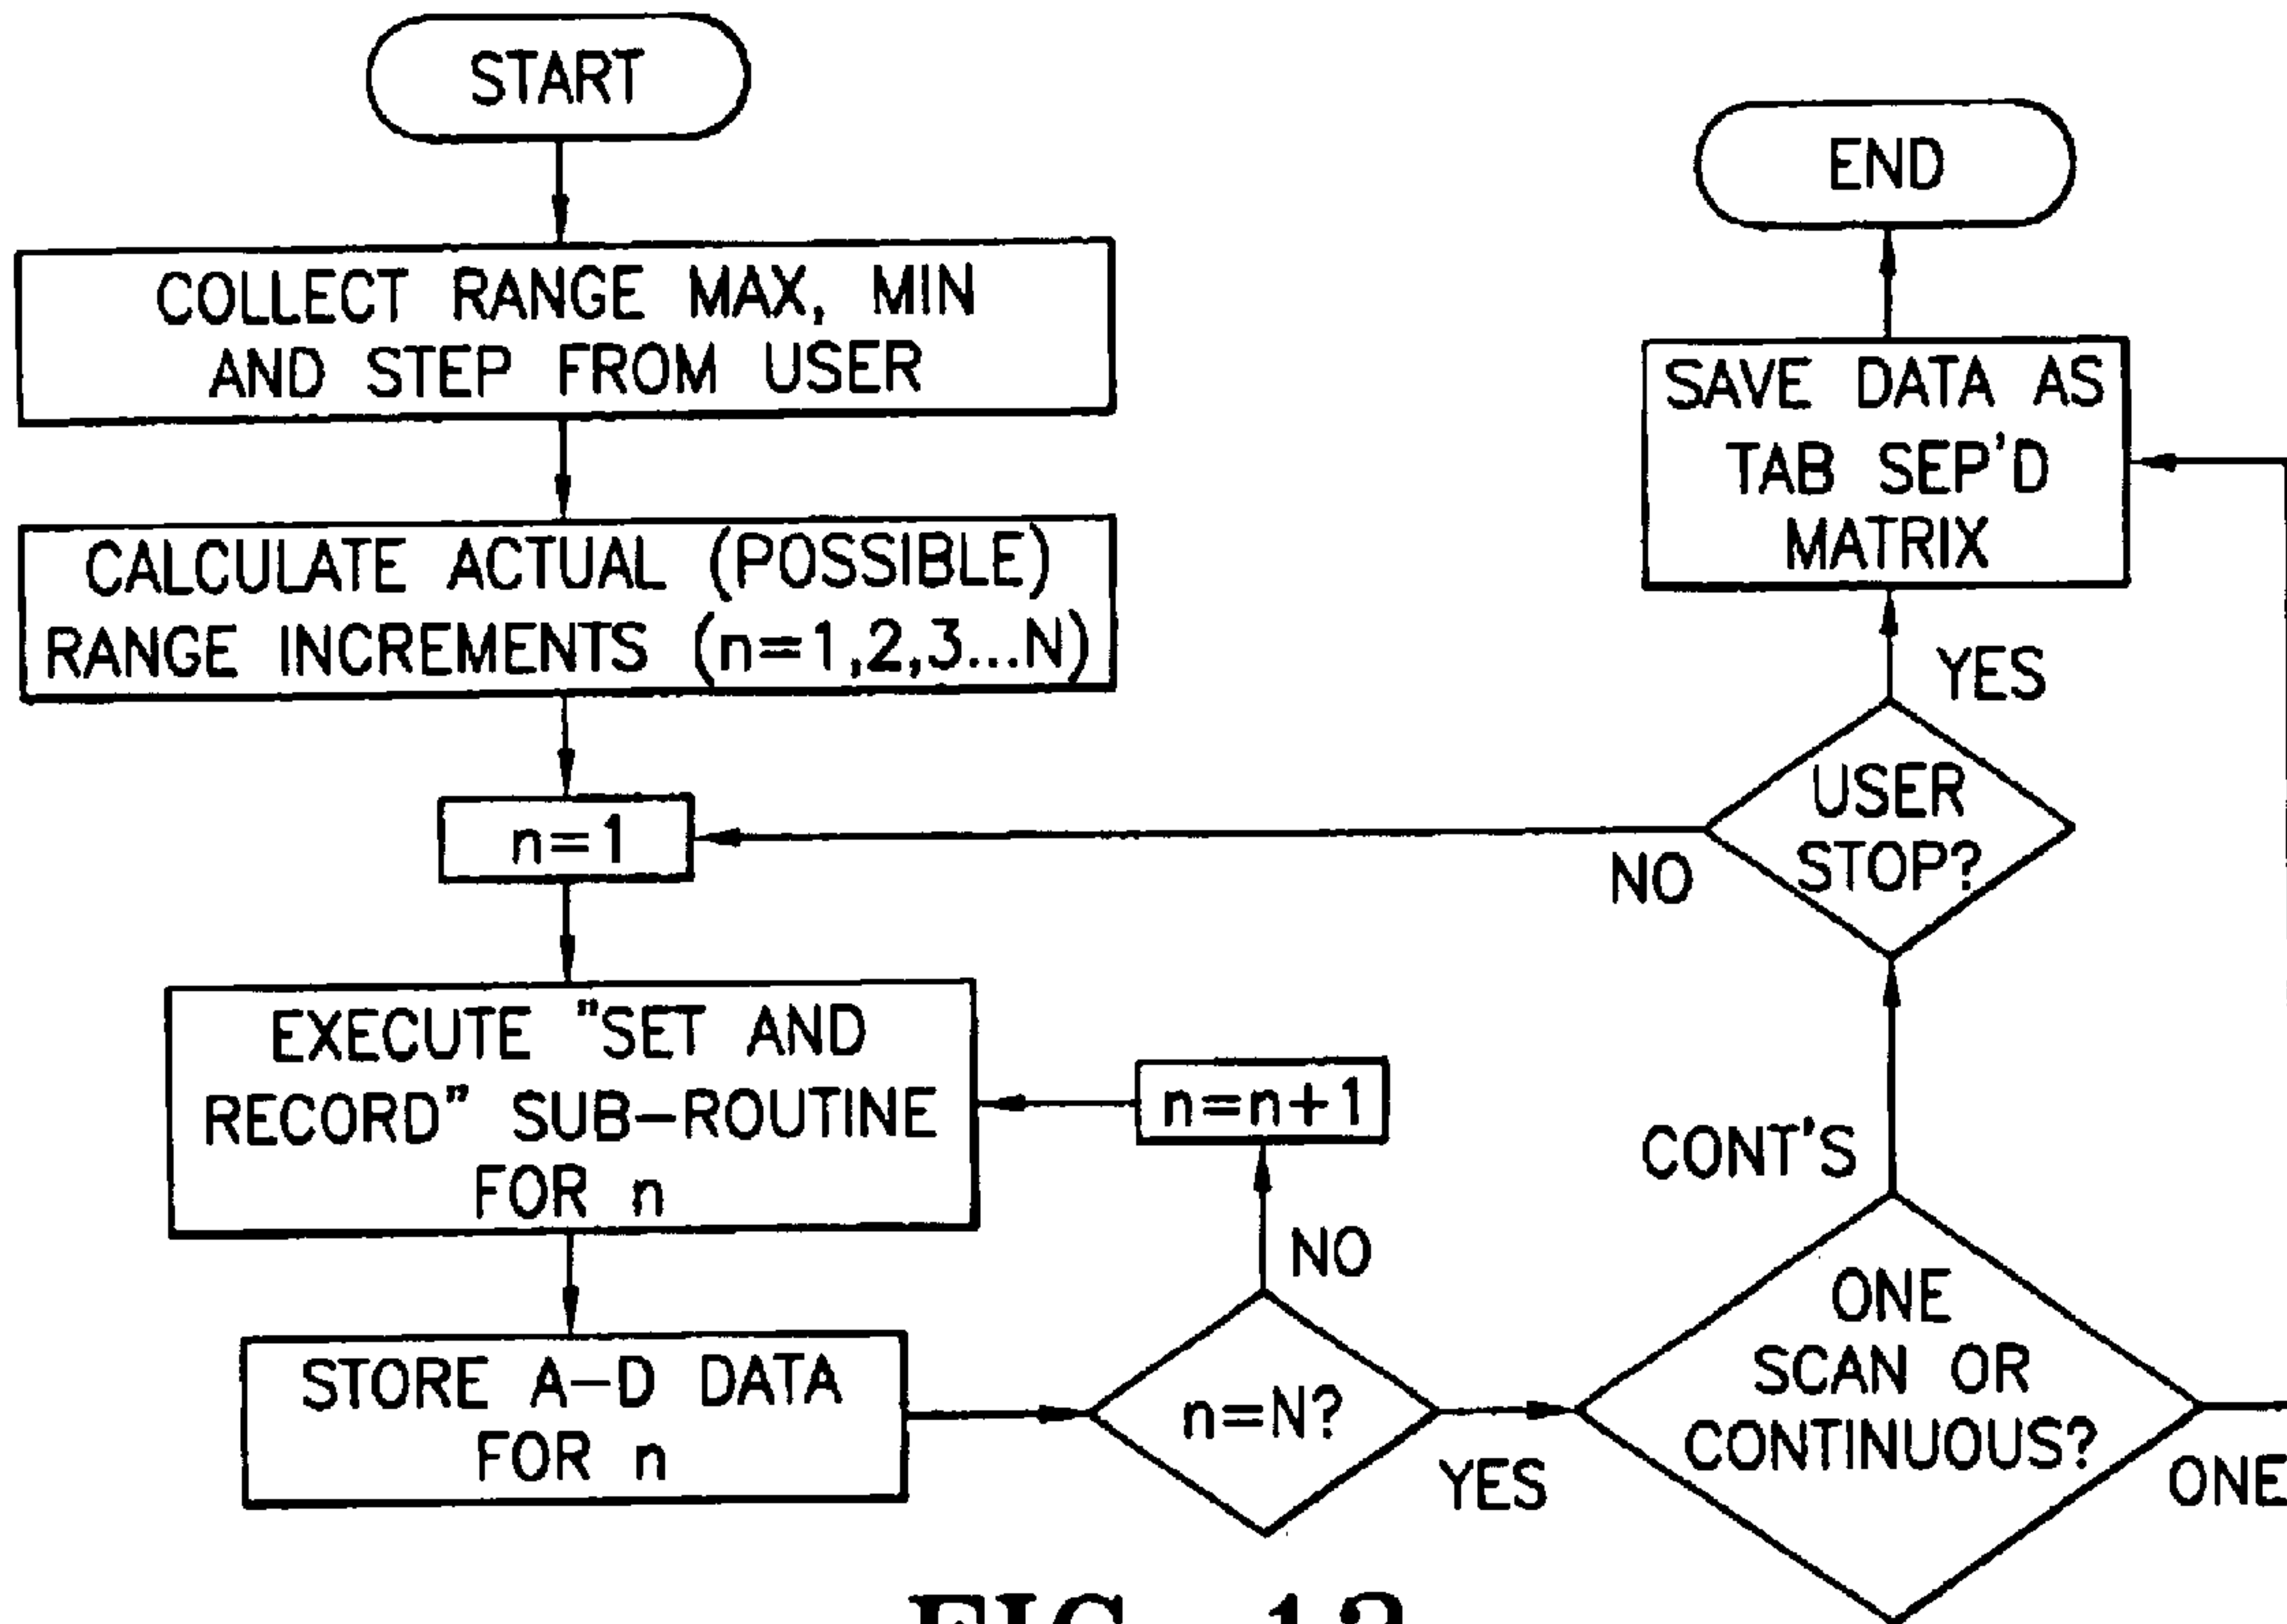 START
COLLECT RANGE MAX, MIN
AND STEP FROM USER
CALCULATE ACTUAL (POSSIBLE)
RANGE INCREMENTS (n=1,2,3...N)
n=1
EXECUTE "SET AND
RECORD" SUB-ROUTINE
FOR n
STORE A-D DATA
FOR n
n=N?
NO
n=n+1
YES
ONE
SCAN OR
CONTINUOUS?
ONE
CONT'S
USER
STOP?
NO
YES
SAVE DATA AS
TAB SEP'D
MATRIX
END